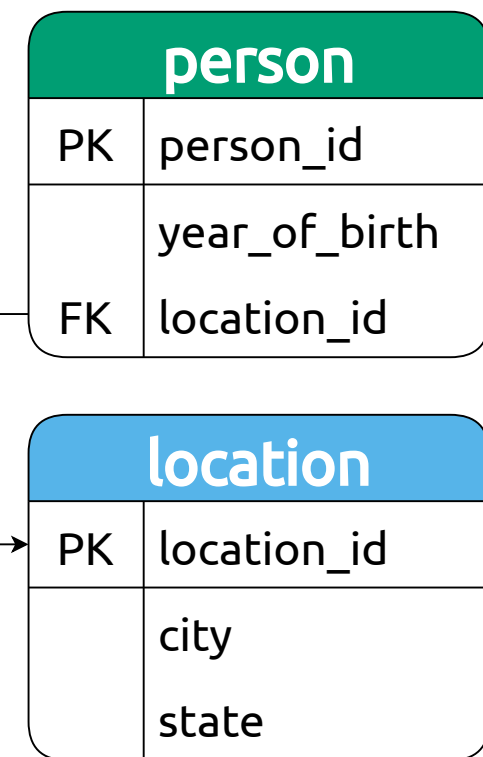 person
PK person_id
year_of_birth
FK location_id
location
PK location_id
city
state